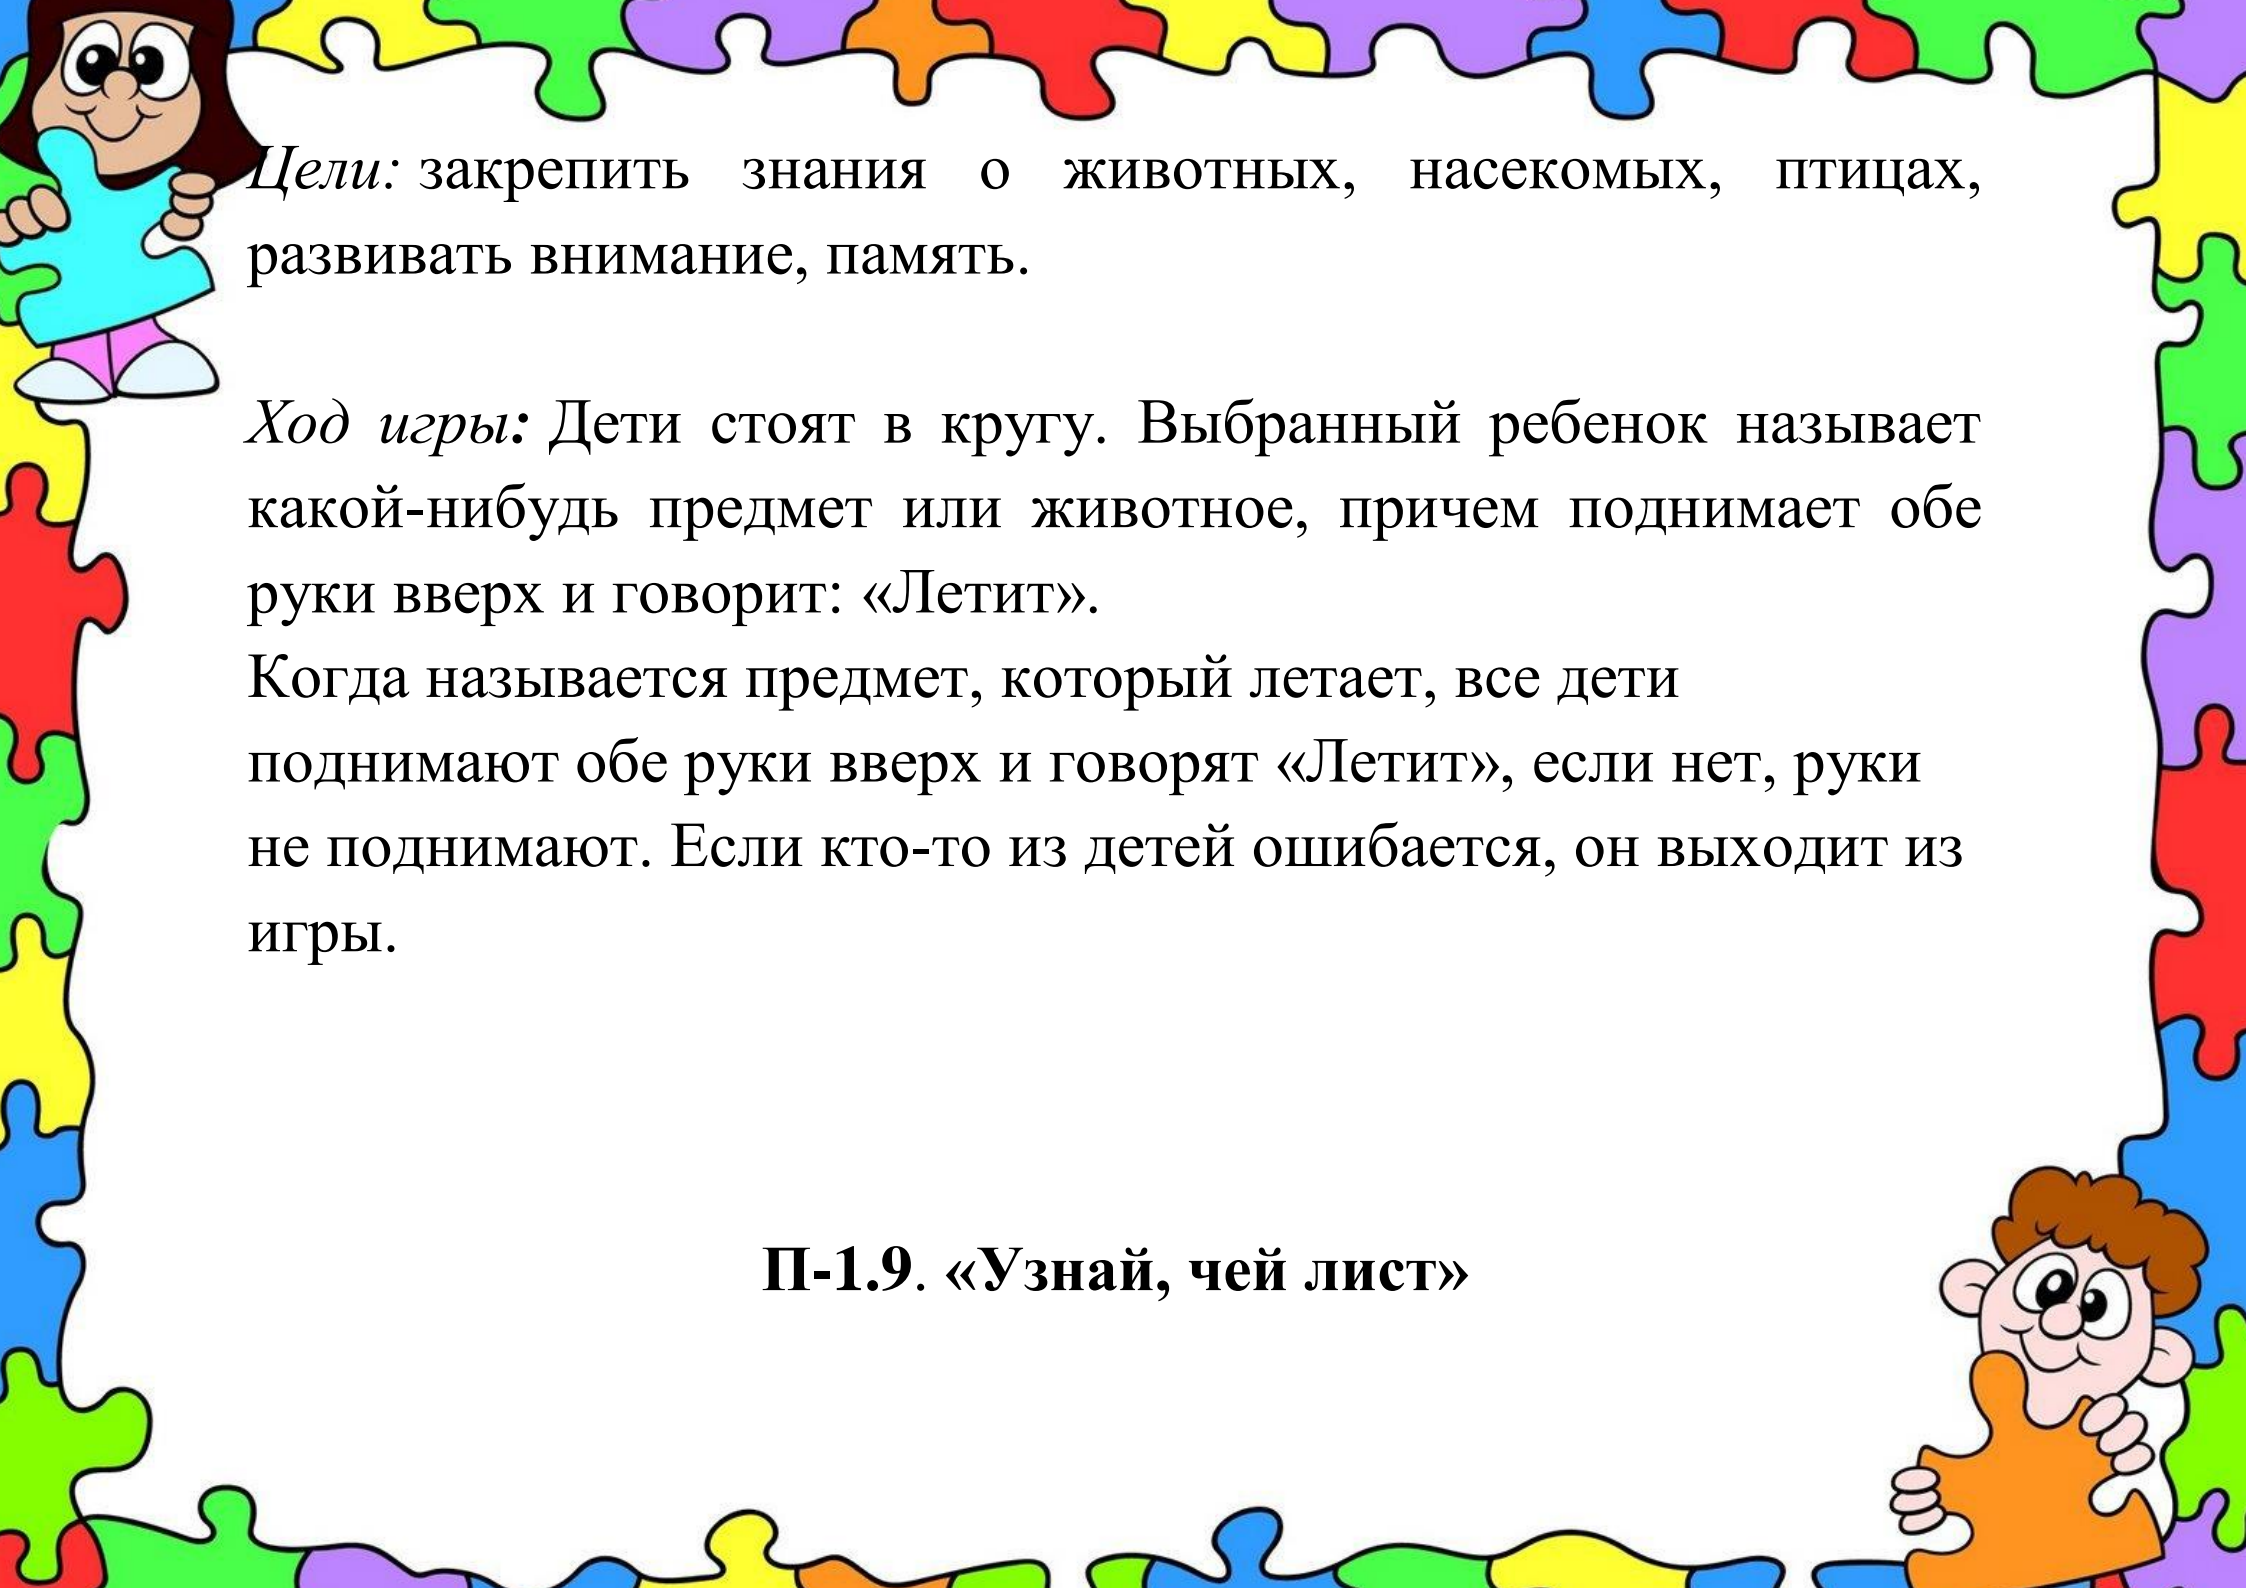 Цели: закрепить знания о животных, насекомых, птицах,
развивать внимание, память.
Ход игры: Дети стоят в кругу. Выбранный ребенок называет
какой-нибудь предмет или животное, причем поднимает обе
руки вверх и говорит: «Летит».
Когда называется предмет, который летает, все дети
поднимают обе руки вверх и говорят «Летит», если нет, руки
не поднимают. Если кто-то из детей ошибается, он выходит из
игры.
П-1.9. «Узнай, чей лист»